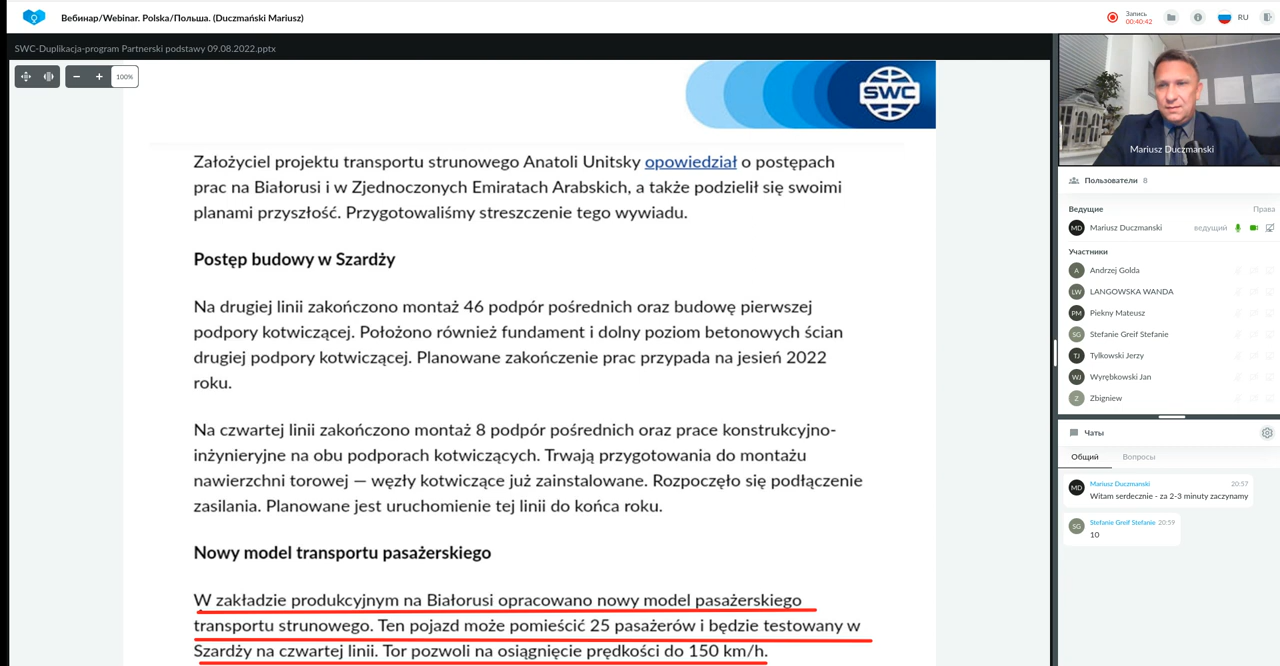 Вебинар/Webinar. Polska/Польша. (Duczmański Mariusz)
Запись
00:40:42
RU
SWC-Duplikacja-program Partnerski podstawy 09.08.2022.pptx
100%
SWC
Założyciel projektu transportu strunowego Anatoli Unitsky opowiedział o postępach
prac na Białorusi i w Zjednoczonych Emiratach Arabskich, a także podzielił się swoimi
planami przyszłość. Przygotowaliśmy streszczenie tego wywiadu.
Postęp budowy w Szardży
Na drugiej linii zakończono montaż 46 podpór pośrednich oraz budowę pierwszej
podpory kotwiczącej. Położono również fundament i dolny poziom betonowych ścian
drugiej podpory kotwiczącej. Planowane zakończenie prac przypada na jesień 2022
roku.
Na czwartej linii zakończono montaż 8 podpór pośrednich oraz prace konstrukcyjno-
inżynieryjne na obu podporach kotwiczących. Trwają przygotowania do montażu
nawierzchni torowej — węzły kotwiczące już zainstalowane. Rozpoczęło się podłączenie
zasilania. Planowane jest uruchomienie tej linii do końca roku.
Nowy model transportu pasażerskiego
W zakładzie produkcyjnym na Białorusi opracowano nowy model pasażerskiego
transportu strunowego. Ten pojazd może pomieścić 25 pasażerów i będzie testowany w
Szardży na czwartej linii. Tor pozwoli na osiągnięcie prędkości do 150 km/h.
Mariusz Duczmanski
Пользователи 8
Ведущие Права
MD Mariusz Duczmanski ведущий
Участники
A Andrzej Golda
LW LANGOWSKA WANDA
PM Piekny Mateusz
SG Stefanie Greif Stefanie
TJ Tylkowski Jerzy
WJ Wyrębkowski Jan
Z Zbigniew
Чаты
Общий Вопросы
MD Mariusz Duczmanski 20:57
Witam serdecznie - za 2-3 minuty zaczynamy
SG Stefanie Greif Stefanie 20:59
10